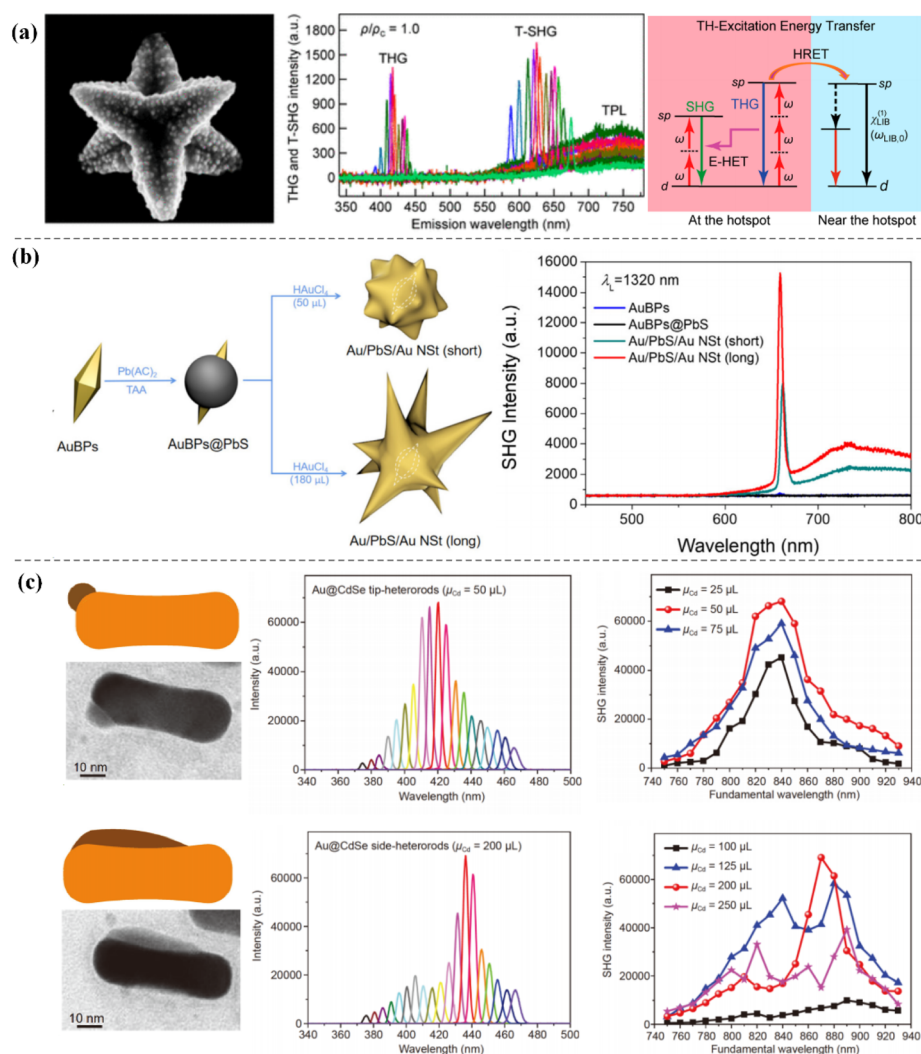 (a)
ρ/ρc = 1.0
THG
T-SHG
TPL
THG and T-SHG intensity (a.u.)
1800
1500
1200
900
600
300
0
350 400 450 500 550 600 650 700 750
Emission wavelength (nm)
TH-Excitation Energy Transfer
HRET
sp
sp
sp
SHG
THG
ω
ω
ω
ω
ω
E-HET
χLIB(1)
(ωLIB,0)
d
d
At the hotspot
Near the hotspot
(b)
AuBPs
Pb(AC)2
TAA
AuBPs@PbS
HAuCl4
(50 μL)
Au/PbS/Au NSt (short)
HAuCl4
(180 μL)
Au/PbS/Au NSt (long)
SHG Intensity (a.u.)
16000
14000
12000
10000
8000
6000
4000
2000
0
λL=1320 nm
AuBPs
AuBPs@PbS
Au/PbS/Au NSt (short)
Au/PbS/Au NSt (long)
500 600 700 800
Wavelength (nm)
(c)
10 nm
Au@CdSe tip-heterorods (μCd = 50 μL)
Intensity (a.u.)
60000
40000
20000
0
340 360 380 400 420 440 460 480 500
Wavelength (nm)
μCd = 25 μL
μCd = 50 μL
μCd = 75 μL
SHG intensity (a.u.)
60000
40000
20000
0
740 760 780 800 820 840 860 880 900 920 940
Fundamental wavelength (nm)
10 nm
Au@CdSe side-heterorods (μCd = 200 μL)
Intensity (a.u.)
60000
40000
20000
0
340 360 380 400 420 440 460 480 500
Wavelength (nm)
μCd = 100 μL
μCd = 125 μL
μCd = 200 μL
μCd = 250 μL
SHG intensity (a.u.)
60000
40000
20000
0
740 760 780 800 820 840 860 880 900 920 940
Fundamental wavelength (nm)